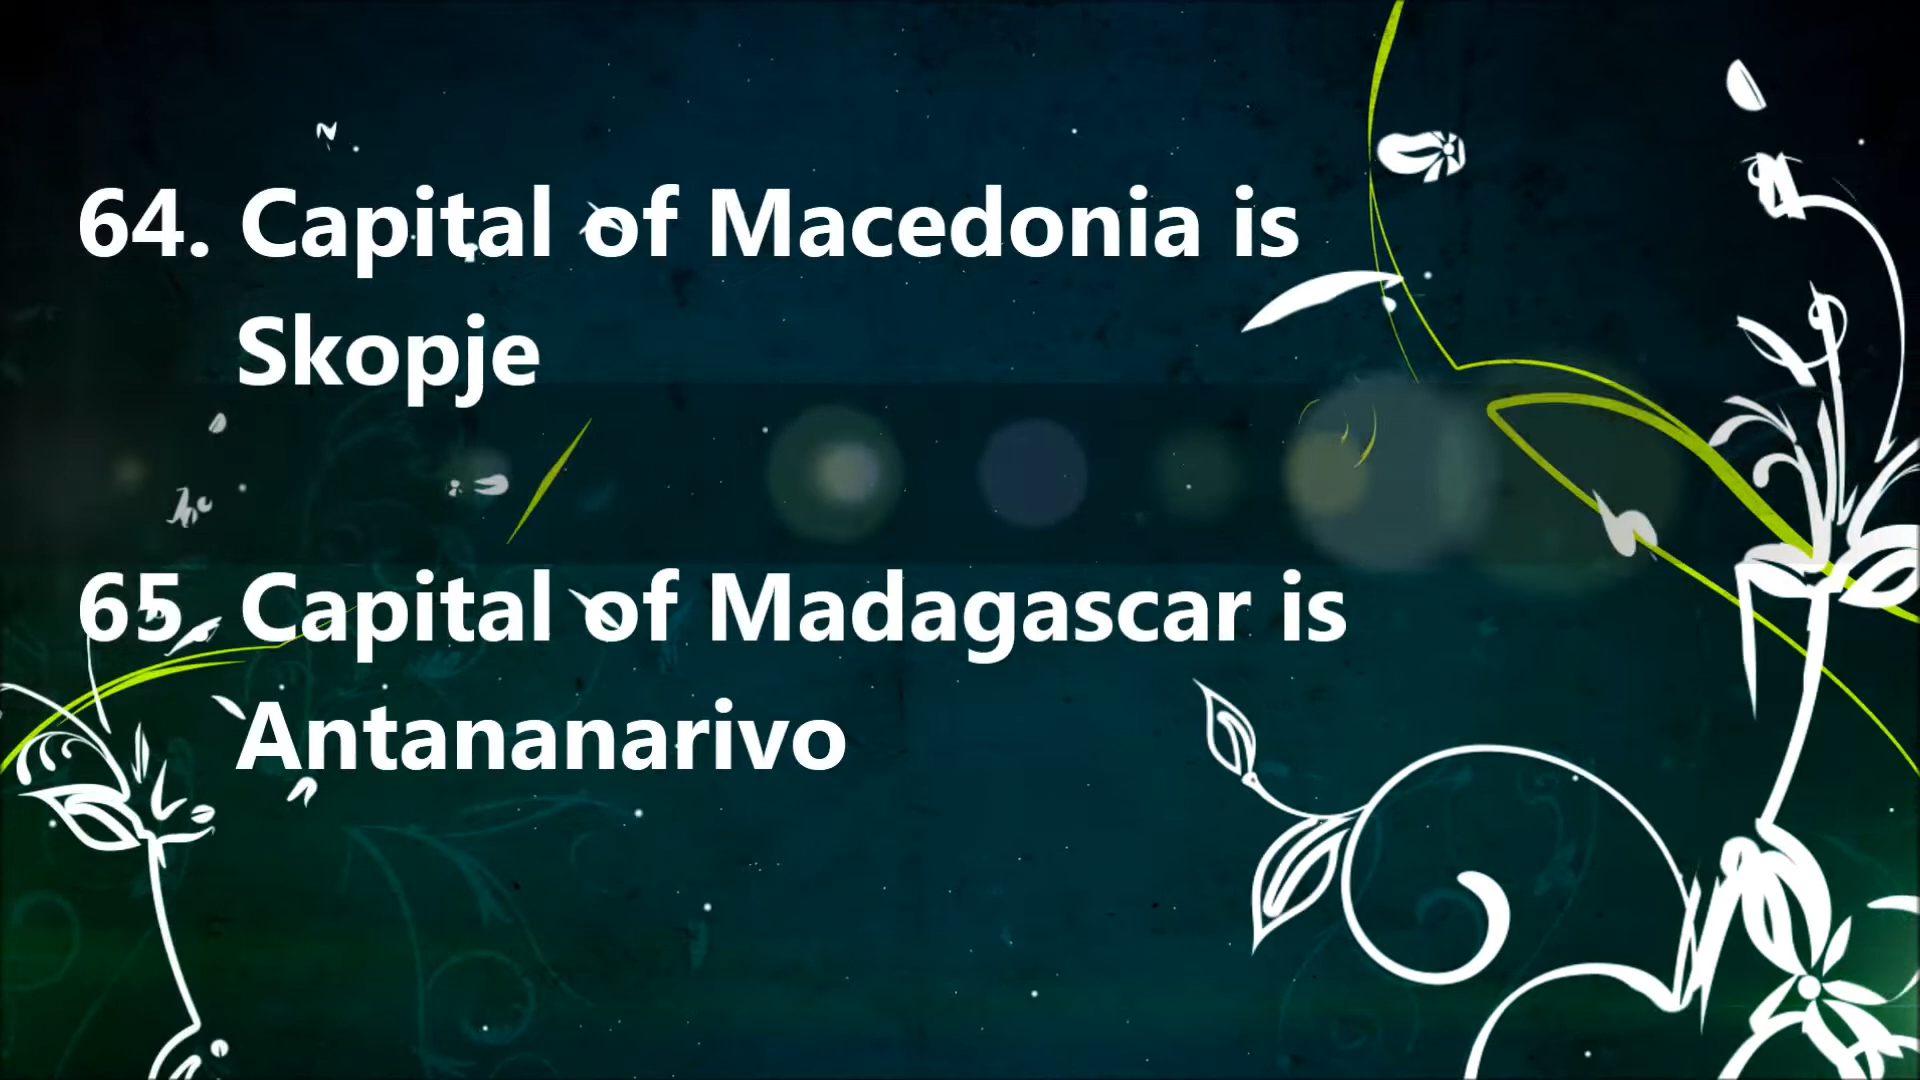 64. Capital of Macedonia is
Skopje
65. Capital of Madagascar is
Antananarivo